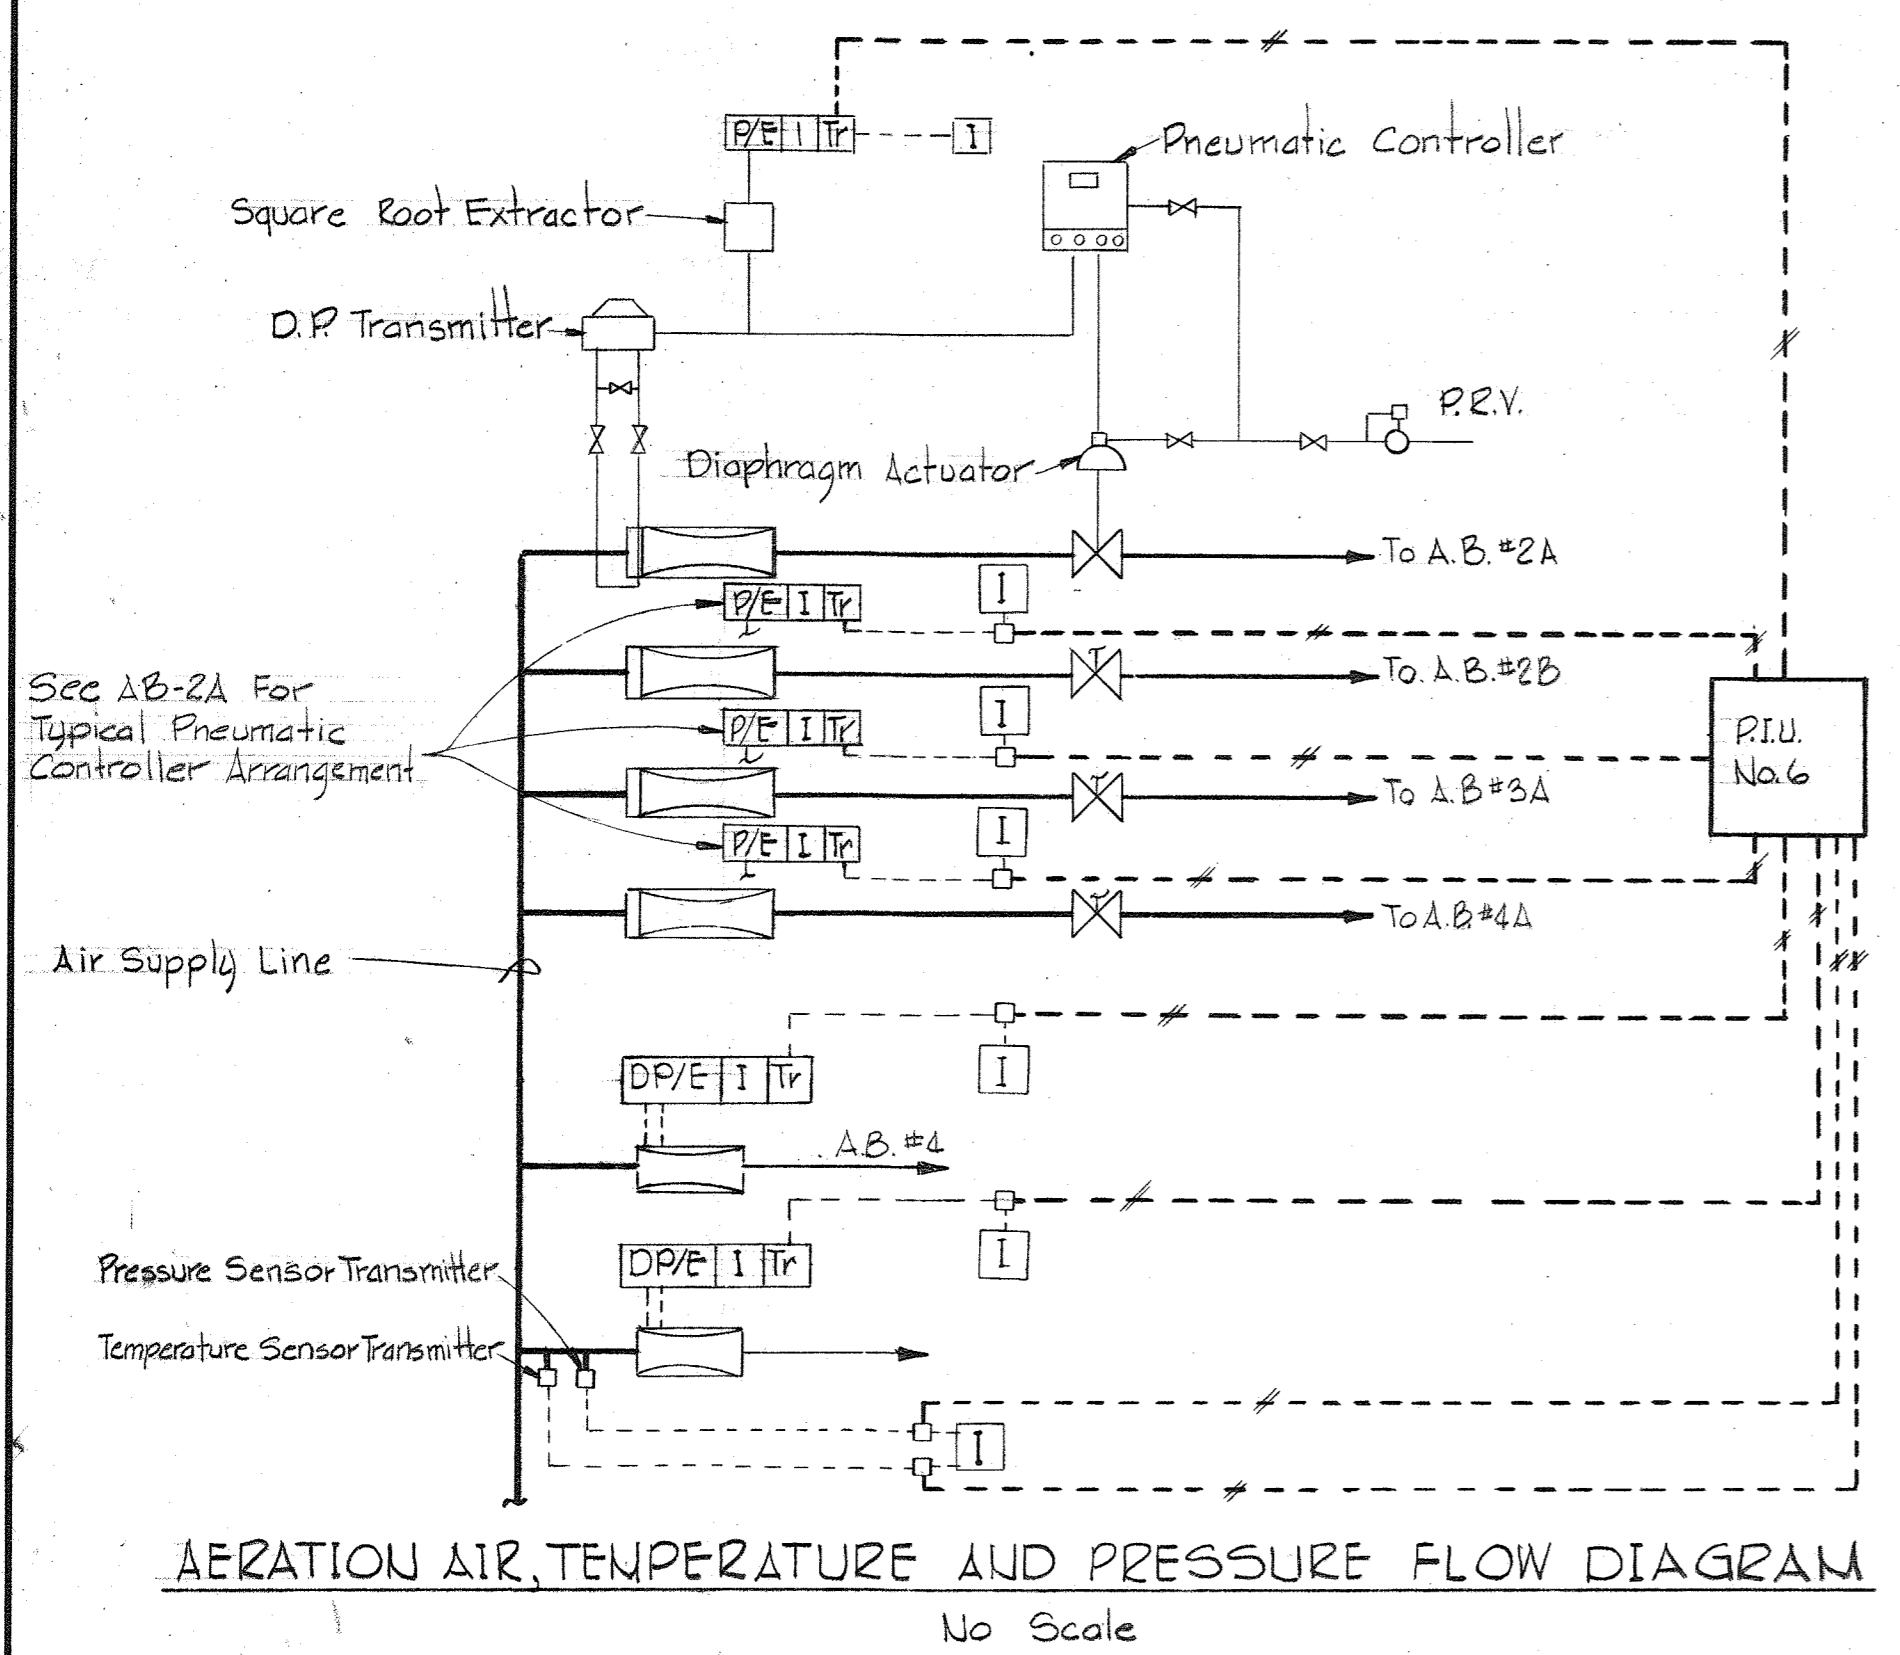 P/E I Tr
I
Pneumatic Controller
Square Root Extractor
D.P. Transmitter
P.R.V.
Diaphragm Actuator
To A.B. #2A
I
P/E I Tr
To. A.B. #2B
See AB-2A For
Typical Pneumatic
Controller Arrangement
I
P/E I Tr
P.I.U.
No. 6
To A.B #3A
I
P/E I Tr
To A.B. #4A
Air Supply Line
DP/E I Tr
I
A.B. #4
Pressure Sensor Transmitter
DP/E I Tr
I
Temperature Sensor Transmitter
I
AERATION AIR, TEMPERATURE AND PRESSURE FLOW DIAGRAM
No Scale